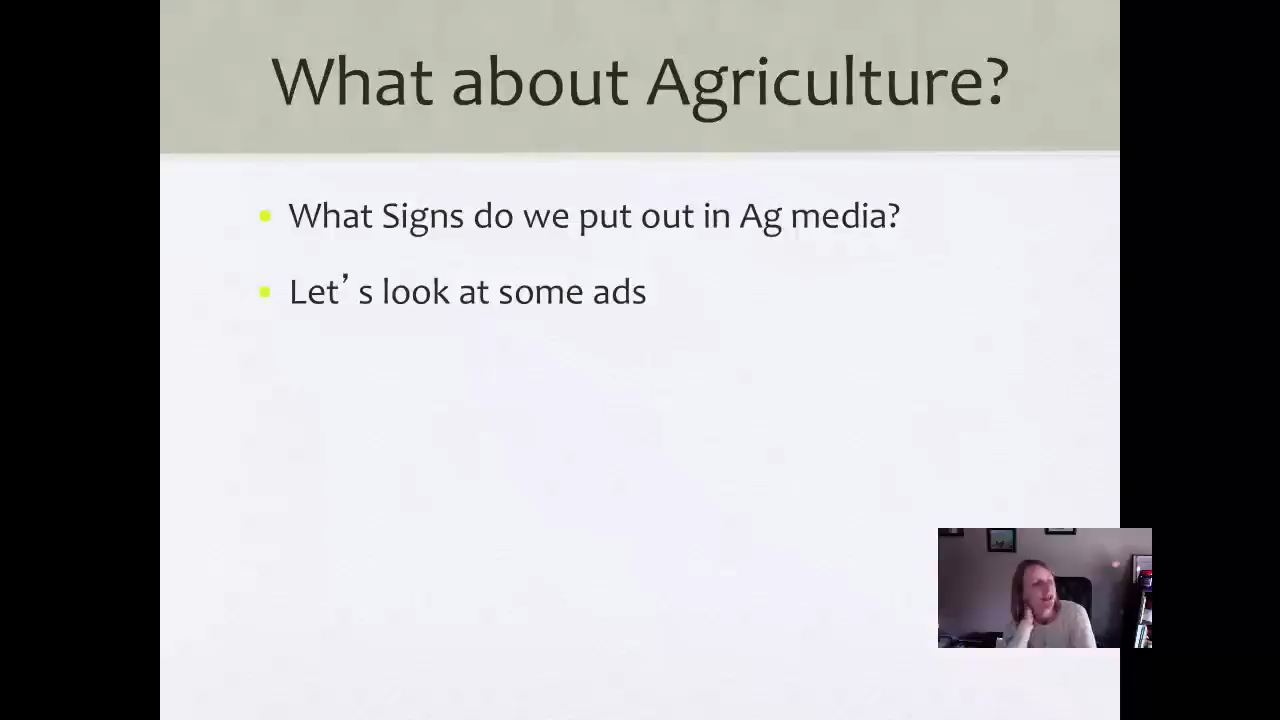 What about Agriculture?
What Signs do we put out in Ag media?
Let’s look at some ads